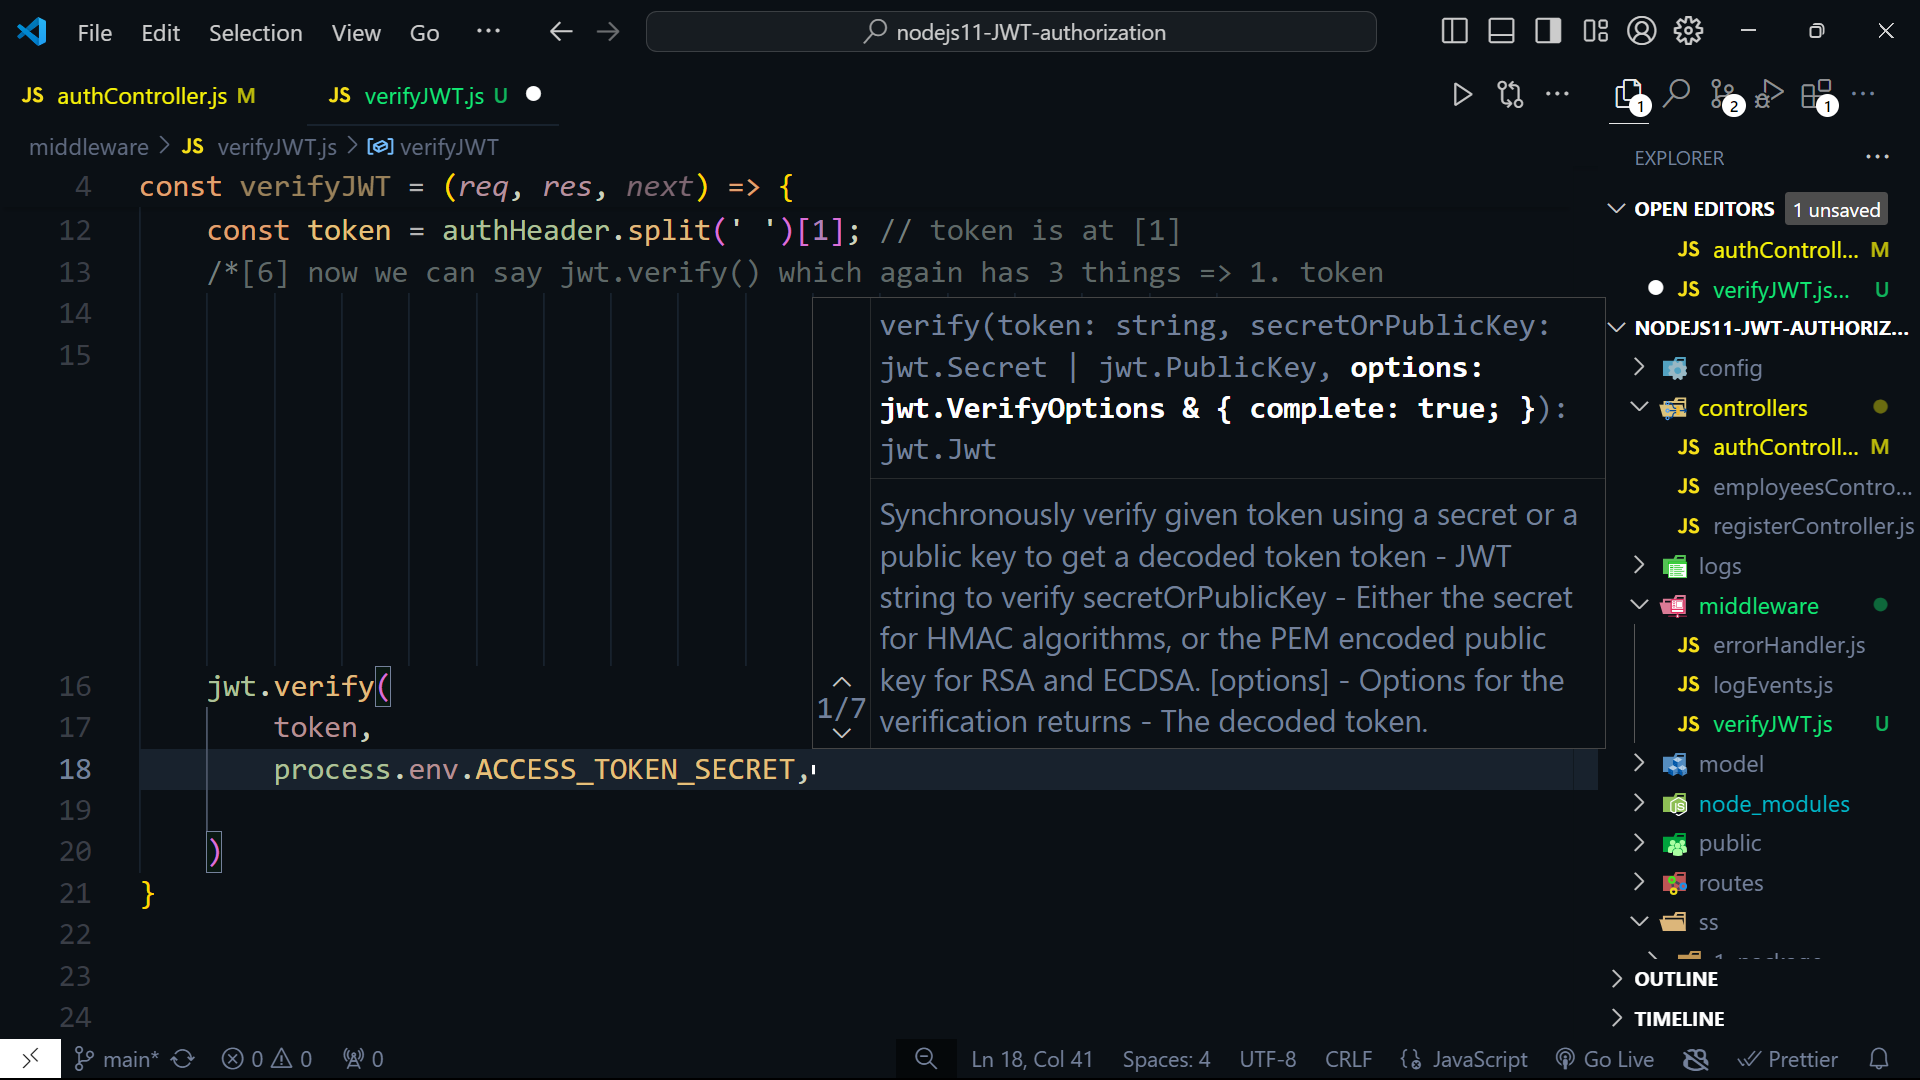 File Edit Selection View Go ···
nodejs11-JWT-authorization
JS authController.js M
JS verifyJWT.js U
middleware > JS verifyJWT.js > verifyJWT
4 const verifyJWT = (req, res, next) => {
12 const token = authHeader.split(' ')[1]; // token is at [1]
13 /*[6] now we can say jwt.verify() which again has 3 things => 1. token
14
15
verify(token: string, secretOrPublicKey:
jwt.Secret | jwt.PublicKey, options:
jwt.VerifyOptions & { complete: true; }):
jwt.Jwt
Synchronously verify given token using a secret or a
public key to get a decoded token token - JWT
string to verify secretOrPublicKey - Either the secret
for HMAC algorithms, or the PEM encoded public
key for RSA and ECDSA. [options] - Options for the
verification returns - The decoded token.
1/7
16 jwt.verify(
17 token,
18 process.env.ACCESS_TOKEN_SECRET,
19
20 )
21 }
22
23
24
1
2
1
EXPLORER ···
OPEN EDITORS 1 unsaved
JS authControll... M
JS verifyJWT.js... U
NODEJS11-JWT-AUTHORIZ...
config
controllers
JS authControll... M
JS employeesContro...
JS registerController.js
logs
middleware
JS errorHandler.js
JS logEvents.js
JS verifyJWT.js U
model
node_modules
public
routes
ss
OUTLINE
TIMELINE
main* 0 0 0 Ln 18, Col 41 Spaces: 4 UTF-8 CRLF {} JavaScript Go Live Prettier